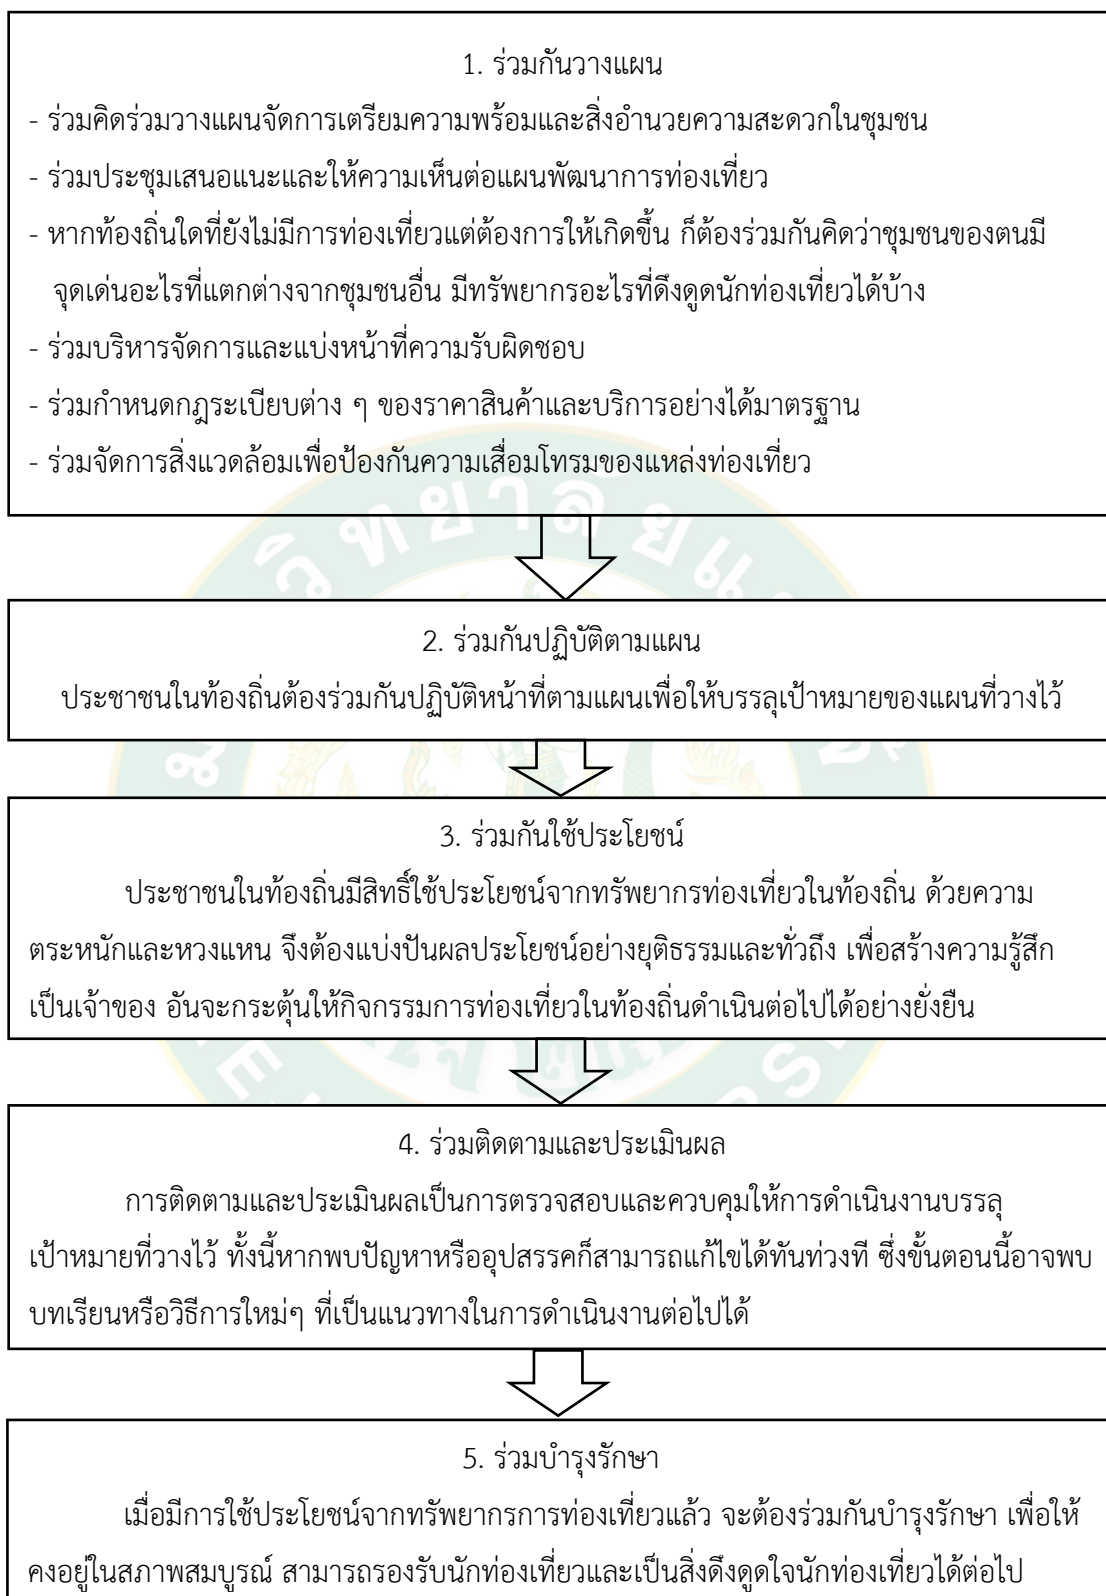 1. ร่วมกันวางแผน
- ร่วมคิดร่วมวางแผนจัดการเตรียมความพร้อมและสิ่งอำนวยความสะดวกในชุมชน
- ร่วมประชุมเสนอแนะและให้ความเห็นต่อแผนพัฒนาการท่องเที่ยว
- หากท้องถิ่นใดที่ยังไม่มีการท่องเที่ยวแต่ต้องการให้เกิดขึ้น ก็ต้องร่วมกันคิดว่าชุมชนของตนมี
จุดเด่นอะไรที่แตกต่างจากชุมชนอื่น มีทรัพยากรอะไรที่ดึงดูดนักท่องเที่ยวได้บ้าง
- ร่วมบริหารจัดการและแบ่งหน้าที่ความรับผิดชอบ
- ร่วมกำหนดกฎระเบียบต่าง ๆ ของราคาสินค้าและบริการอย่างได้มาตรฐาน
- ร่วมจัดการสิ่งแวดล้อมเพื่อป้องกันความเสื่อมโทรมของแหล่งท่องเที่ยว
2. ร่วมกันปฏิบัติตามแผน
ประชาชนในท้องถิ่นต้องร่วมกันปฏิบัติหน้าที่ตามแผนเพื่อให้บรรลุเป้าหมายของแผนที่วางไว้
3. ร่วมกันใช้ประโยชน์
ประชาชนในท้องถิ่นมีสิทธิ์ใช้ประโยชน์จากทรัพยากรท่องเที่ยวในท้องถิ่น ด้วยความ
ตระหนักและหวงแหน จึงต้องแบ่งปันผลประโยชน์อย่างยุติธรรมและทั่วถึง เพื่อสร้างความรู้สึก
เป็นเจ้าของ อันจะกระตุ้นให้กิจกรรมการท่องเที่ยวในท้องถิ่นดำเนินต่อไปได้อย่างยั่งยืน
4. ร่วมติดตามและประเมินผล
การติดตามและประเมินผลเป็นการตรวจสอบและควบคุมให้การดำเนินงานบรรลุ
เป้าหมายที่วางไว้ ทั้งนี้หากพบปัญหาหรืออุปสรรคก็สามารถแก้ไขได้ทันท่วงที ซึ่งขั้นตอนนี้อาจพบ
บทเรียนหรือวิธีการใหม่ๆ ที่เป็นแนวทางในการดำเนินงานต่อไปได้
5. ร่วมบำรุงรักษา
เมื่อมีการใช้ประโยชน์จากทรัพยากรการท่องเที่ยวแล้ว จะต้องร่วมกันบำรุงรักษา เพื่อให้
คงอยู่ในสภาพสมบูรณ์ สามารถรองรับนักท่องเที่ยวและเป็นสิ่งดึงดูดใจนักท่องเที่ยวได้ต่อไป